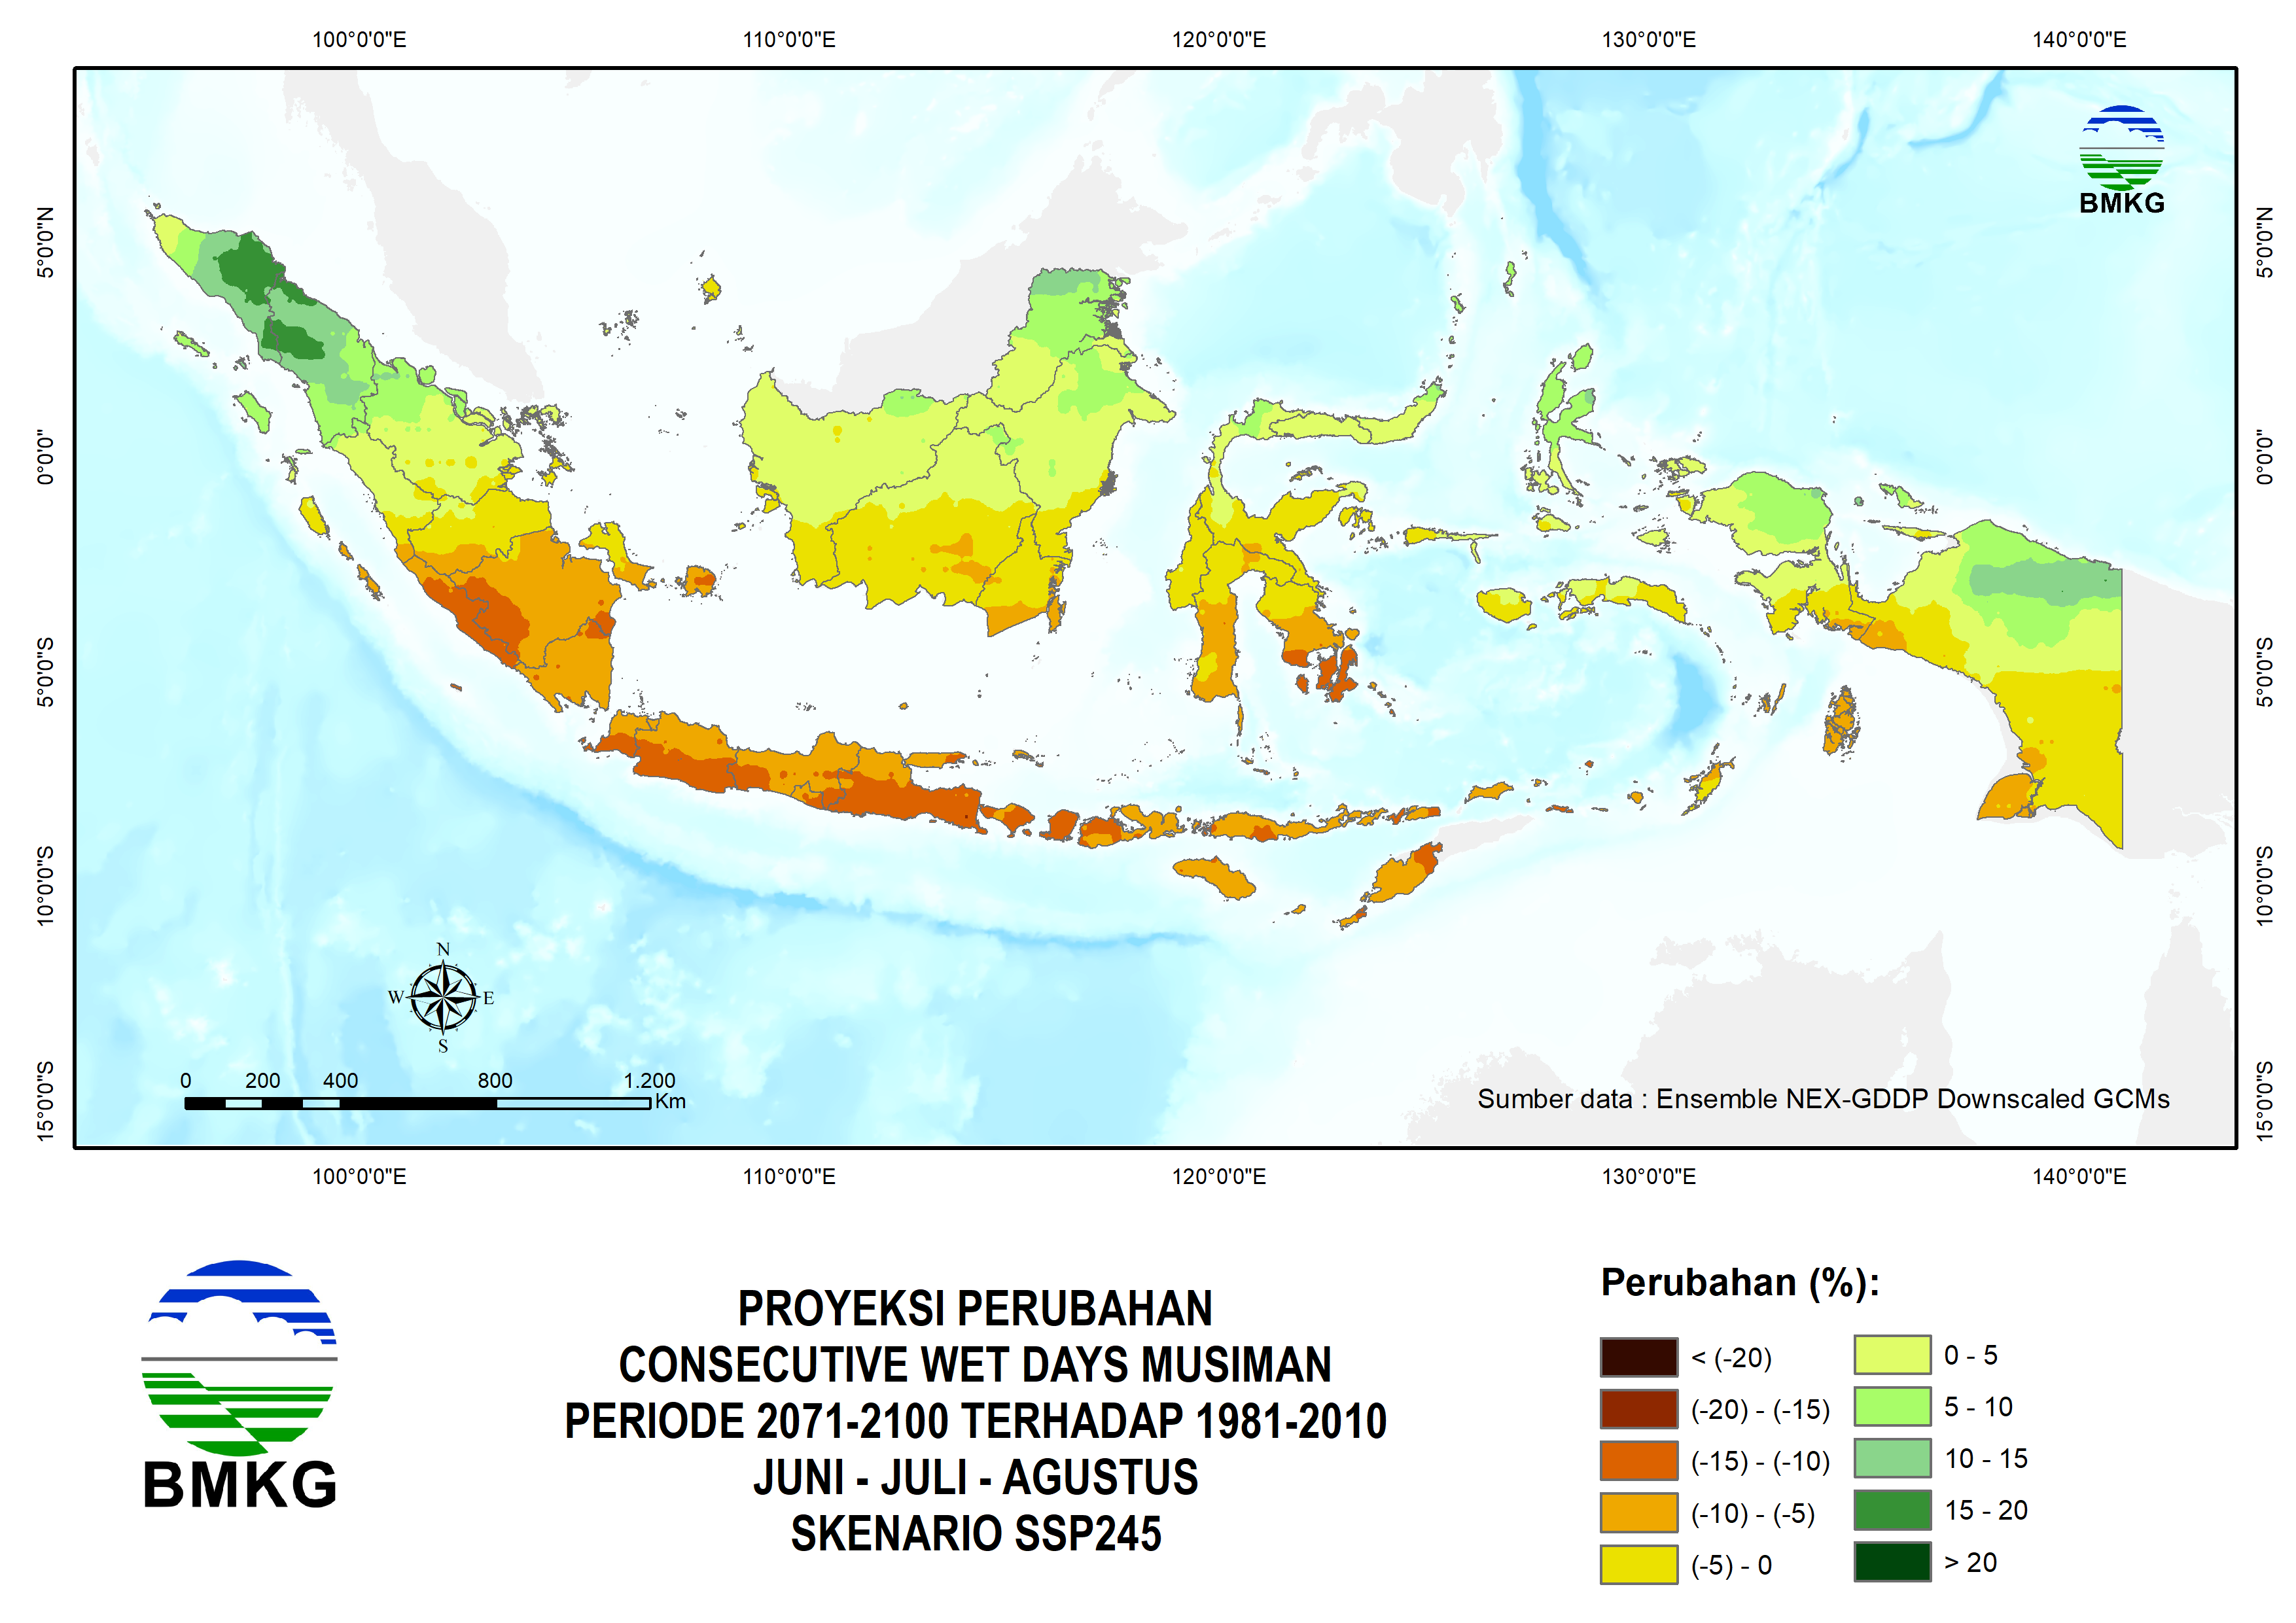 100°0'0"E 110°0'0"E 120°0'0"E 130°0'0"E 140°0'0"E
5°0'0"N
0°0'0"
5°0'0"S
10°0'0"S
15°0'0"S
BMKG
5°0'0"N
0°0'0"
5°0'0"S
10°0'0"S
15°0'0"S
N
W E
S
0 200 400 800 1.200
Km
Sumber data : Ensemble NEX-GDDP Downscaled GCMs
100°0'0"E 110°0'0"E 120°0'0"E 130°0'0"E 140°0'0"E
BMKG
PROYEKSI PERUBAHAN
CONSECUTIVE WET DAYS MUSIMAN
PERIODE 2071-2100 TERHADAP 1981-2010
JUNI - JULI - AGUSTUS
SKENARIO SSP245
Perubahan (%):
< (-20)
(-20) - (-15)
(-15) - (-10)
(-10) - (-5)
(-5) - 0
0 - 5
5 - 10
10 - 15
15 - 20
> 20